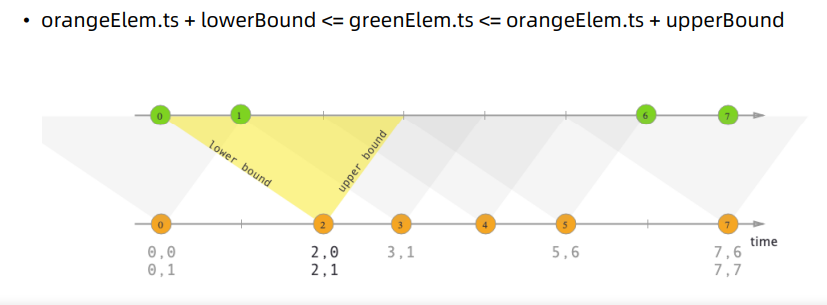 • orangeElem.ts + lowerBound <= greenElem.ts <= orangeElem.ts + upperBound
0 1 6 7
lower bound
upper bound
0 2 3 4 5 7
time
0,0 2,0 3,1 5,6 7,6
0,1 2,1 7,7